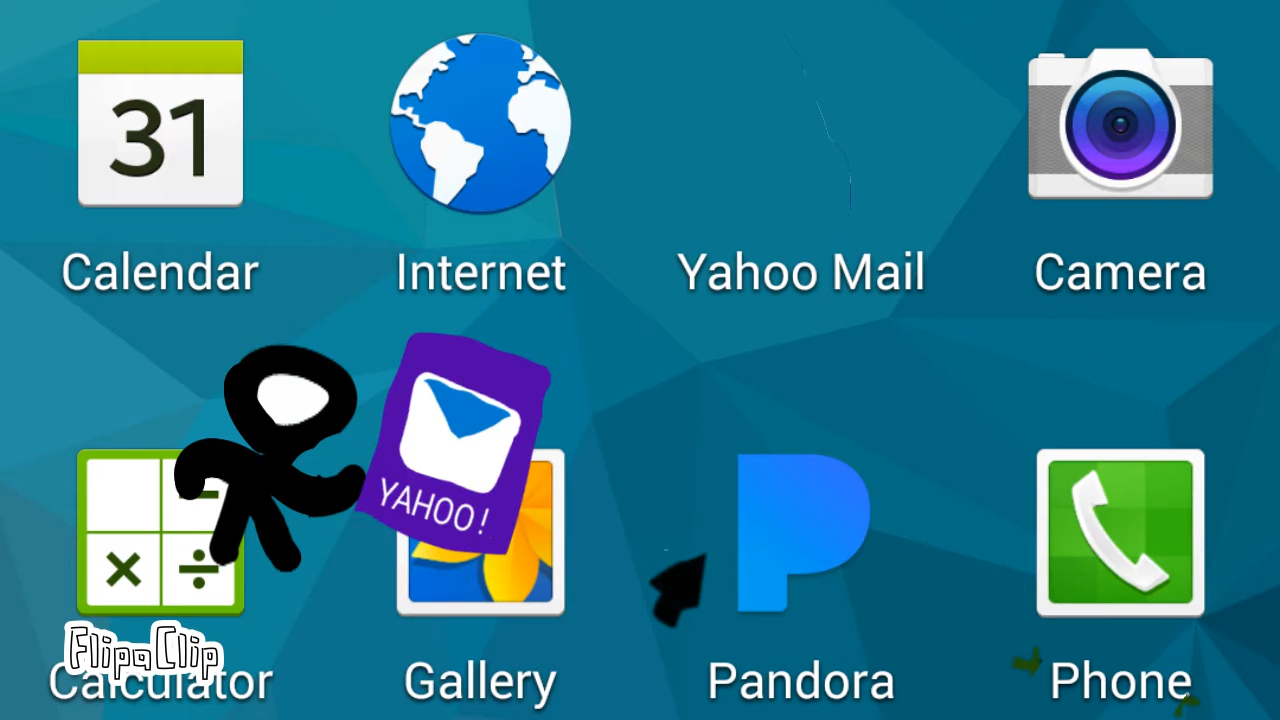 31
Calendar
Internet
Yahoo Mail
Camera
YAHOO!
×
÷
FlipaClip
Calculator
Gallery
Pandora
Phone